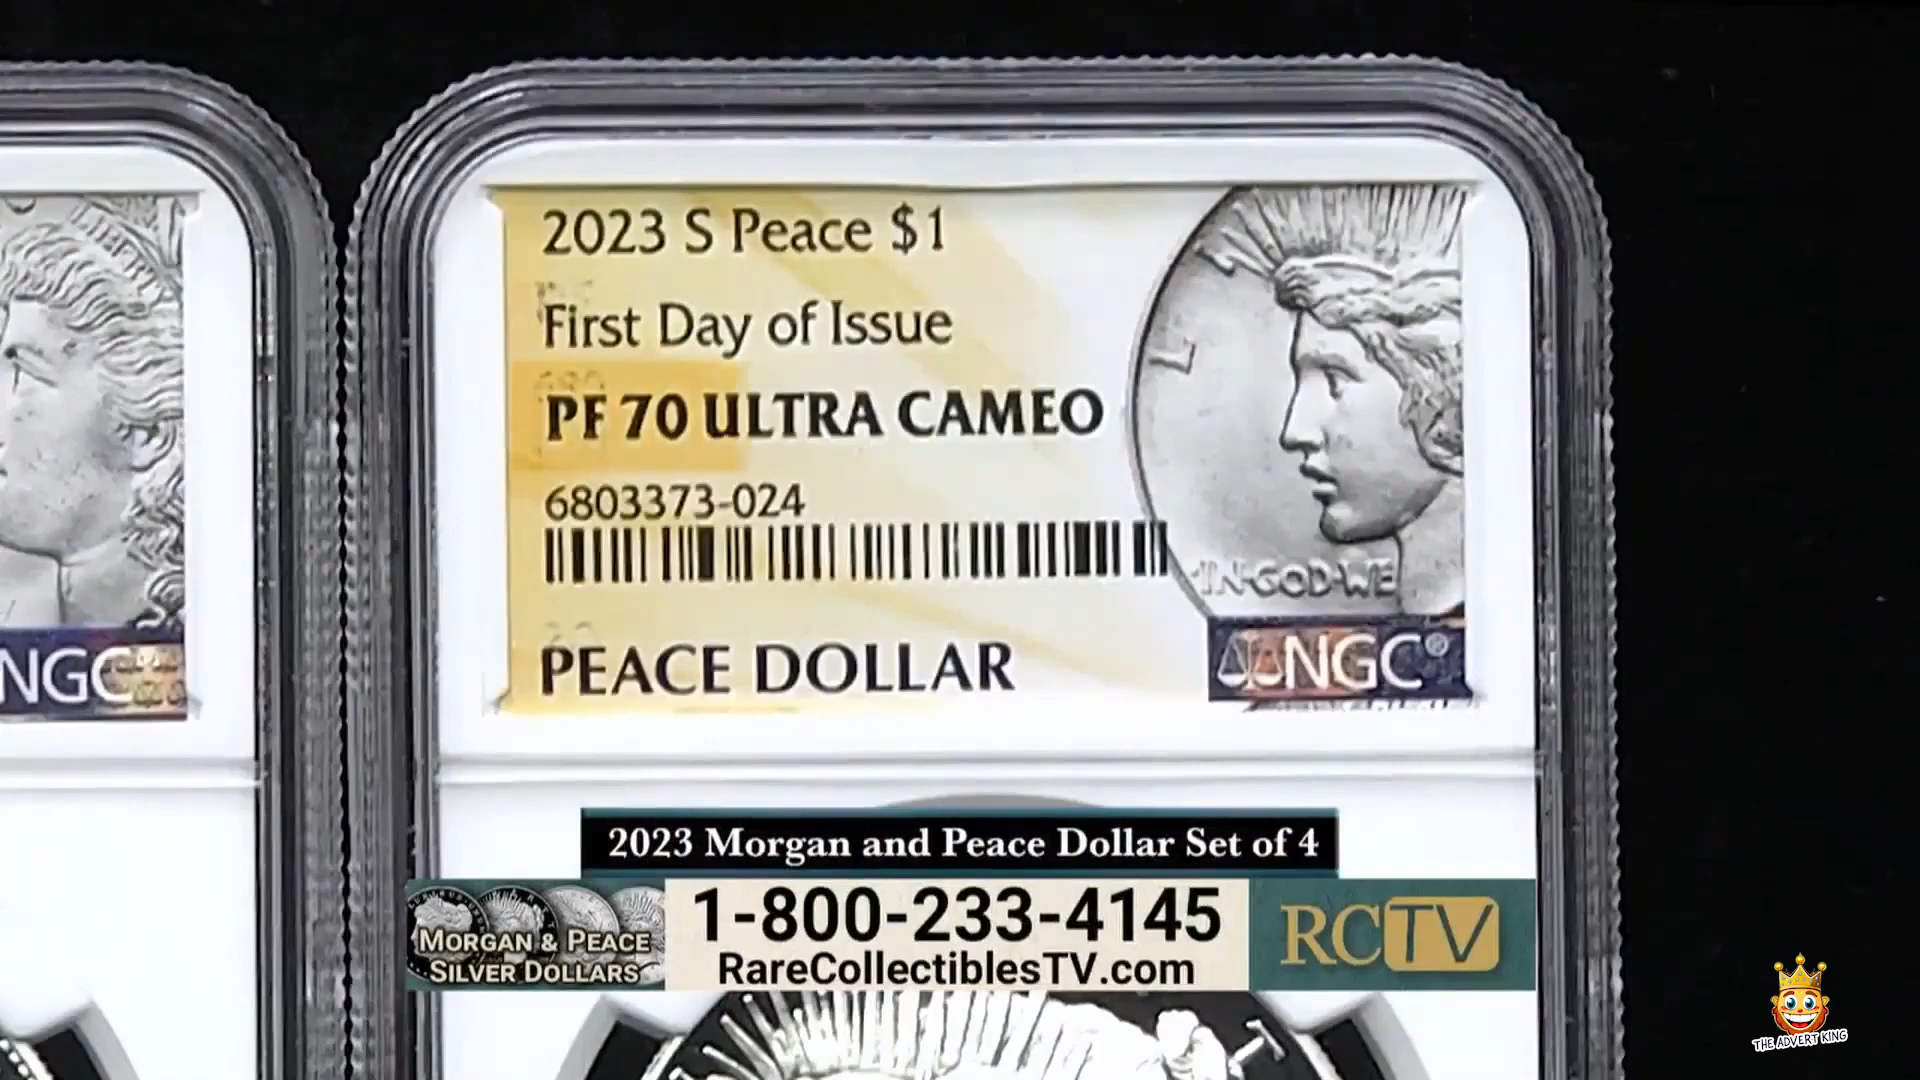 2023 S Peace $1
First Day of Issue
PF 70 ULTRA CAMEO
6803373-024
PEACE DOLLAR
L
IN·GOD·WE
NGC®
NGC
2023 Morgan and Peace Dollar Set of 4
MORGAN & PEACE
SILVER DOLLARS
1-800-233-4145
RareCollectiblesTV.com
RCTV
THE ADVERT KING